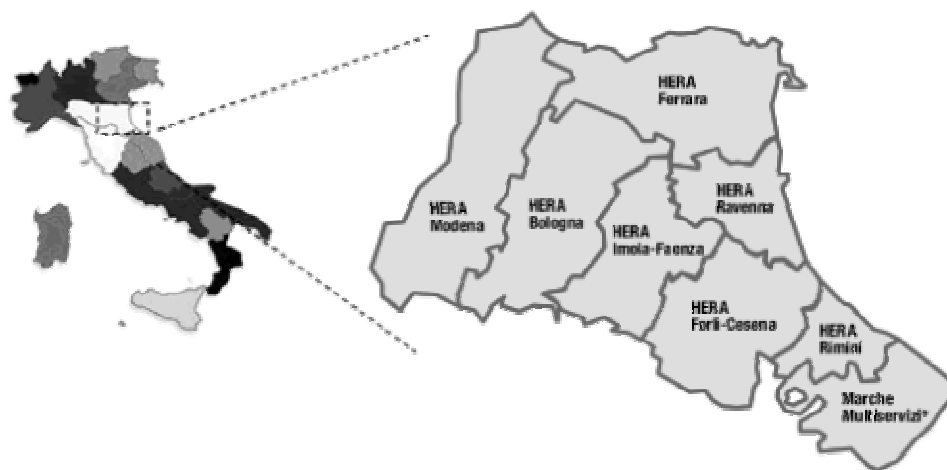 HERA
Ferrara
HERA
Ravenna
HERA
Modena
HERA
Bologna
HERA
Imola-Faenza
HERA
Forlì-Cesena
HERA
Rimini
Marche
Multiservizi*